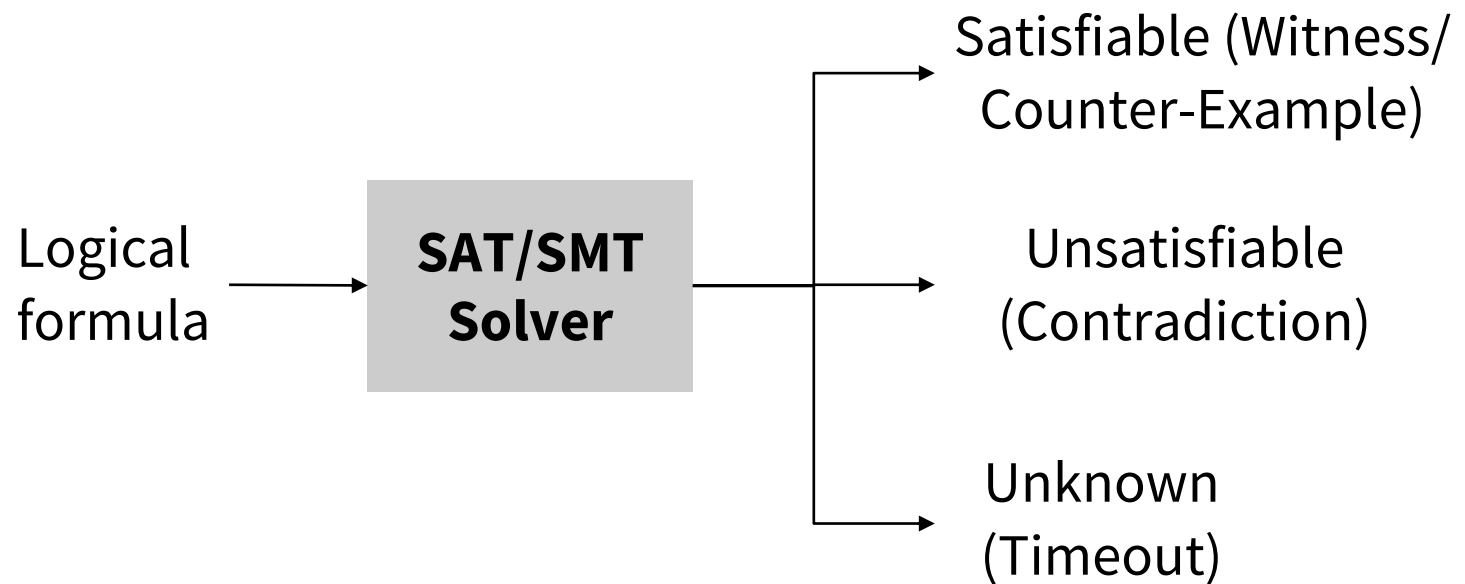 Logical
formula
SAT/SMT
Solver
Satisfiable (Witness/
Counter-Example)
Unsatisfiable
(Contradiction)
Unknown
(Timeout)